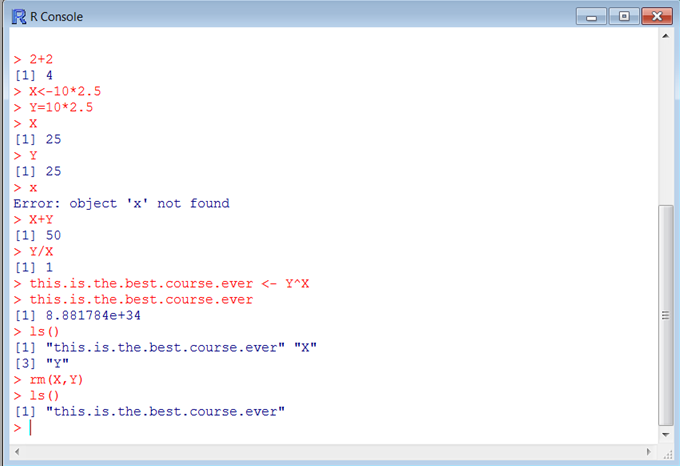 R Console
> 2+2
[1] 4
> X<-10*2.5
> Y=10*2.5
> X
[1] 25
> Y
[1] 25
> x
Error: object 'x' not found
> X+Y
[1] 50
> Y/X
[1] 1
> this.is.the.best.course.ever <- Y^X
> this.is.the.best.course.ever
[1] 8.881784e+34
> ls()
[1] "this.is.the.best.course.ever" "X"
[3] "Y"
> rm(X,Y)
> ls()
[1] "this.is.the.best.course.ever"
>